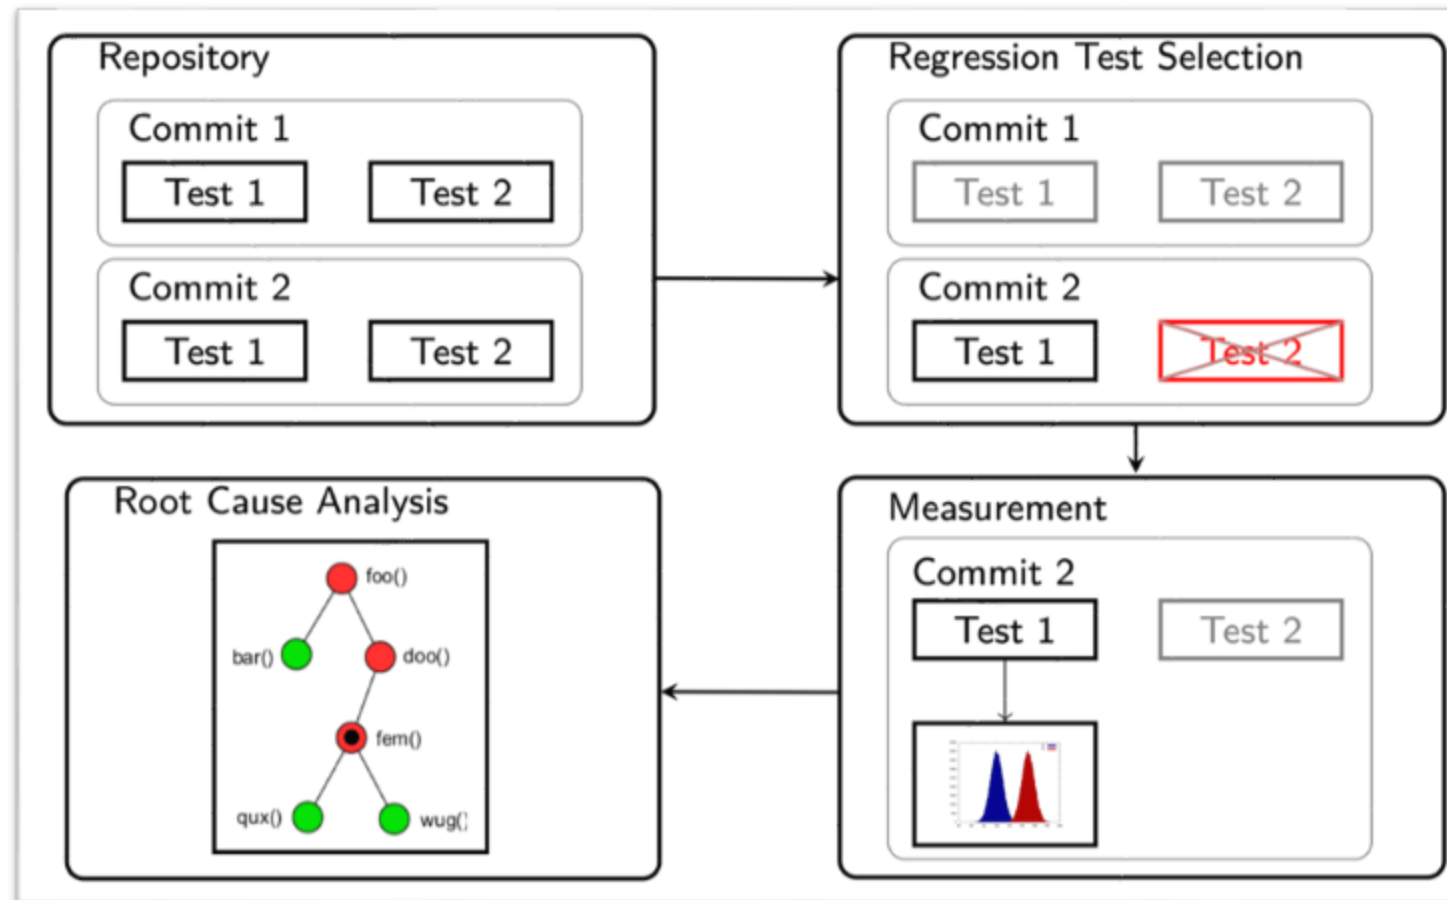 Repository
Commit 1
Test 1 Test 2
Commit 2
Test 1 Test 2
Regression Test Selection
Commit 1
Test 1 Test 2
Commit 2
Test 1 Test 2
Measurement
Commit 2
Test 1 Test 2
Root Cause Analysis
foo()
bar() doo()
fem()
qux() wug()